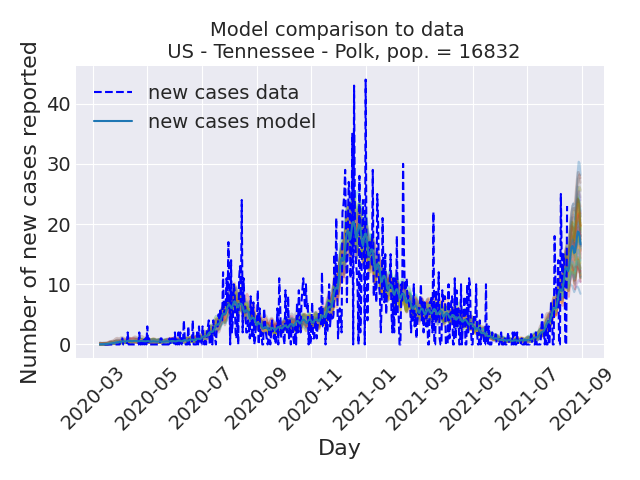 Model comparison to data
US - Tennessee - Polk, pop. = 16832
Number of new cases reported
new cases data
new cases model
40
30
20
10
0
2020-03
2020-05
2020-07
2020-09
2020-11
2021-01
2021-03
2021-05
2021-07
2021-09
Day